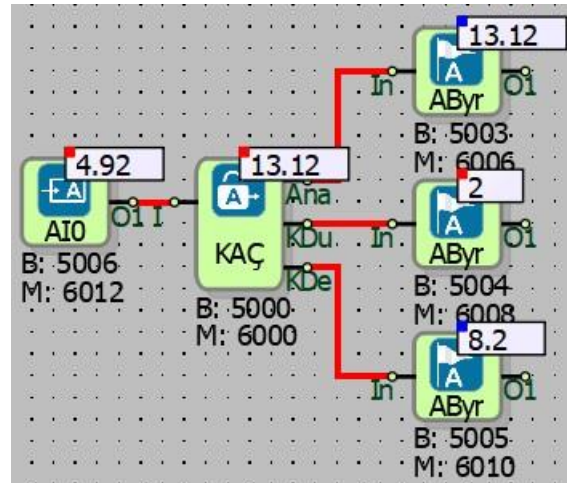 13.12
A
In
O1
AByr
B: 5003
M: 6006
4.92
A
O1
AI0
B: 5006
M: 6012
13.12
A
I
Ana
KDu
KDe
KAÇ
B: 5000
M: 6000
2
A
In
O1
AByr
B: 5004
M: 6008
8.2
A
In
O1
AByr
B: 5005
M: 6010